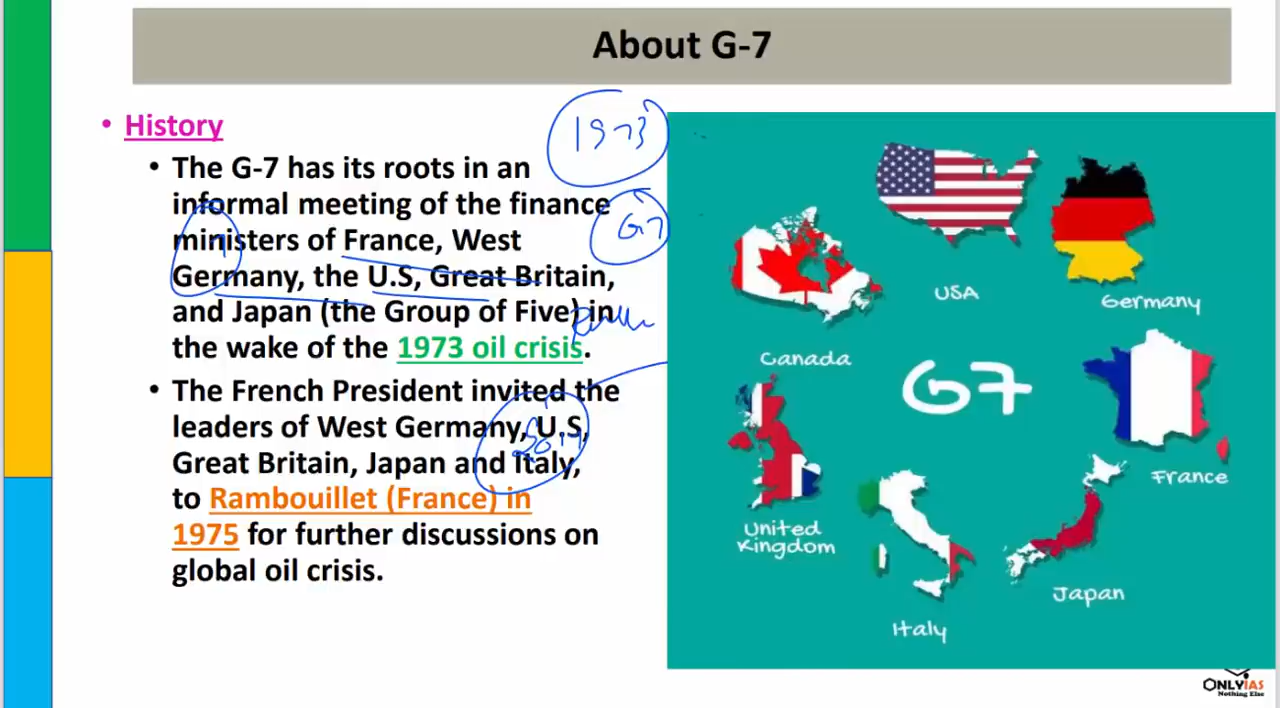 About G-7
• History
• The G-7 has its roots in an
informal meeting of the finance
ministers of France, West
Germany, the U.S, Great Britain,
and Japan (the Group of Five) in
the wake of the 1973 oil crisis.
• The French President invited the
leaders of West Germany, U.S,
Great Britain, Japan and Italy,
to Rambouillet (France) in
1975 for further discussions on
global oil crisis.
1973
G7
USA
Germany
Canada
G7
France
United
Kingdom
Japan
Italy
ONLYIAS
Nothing Else